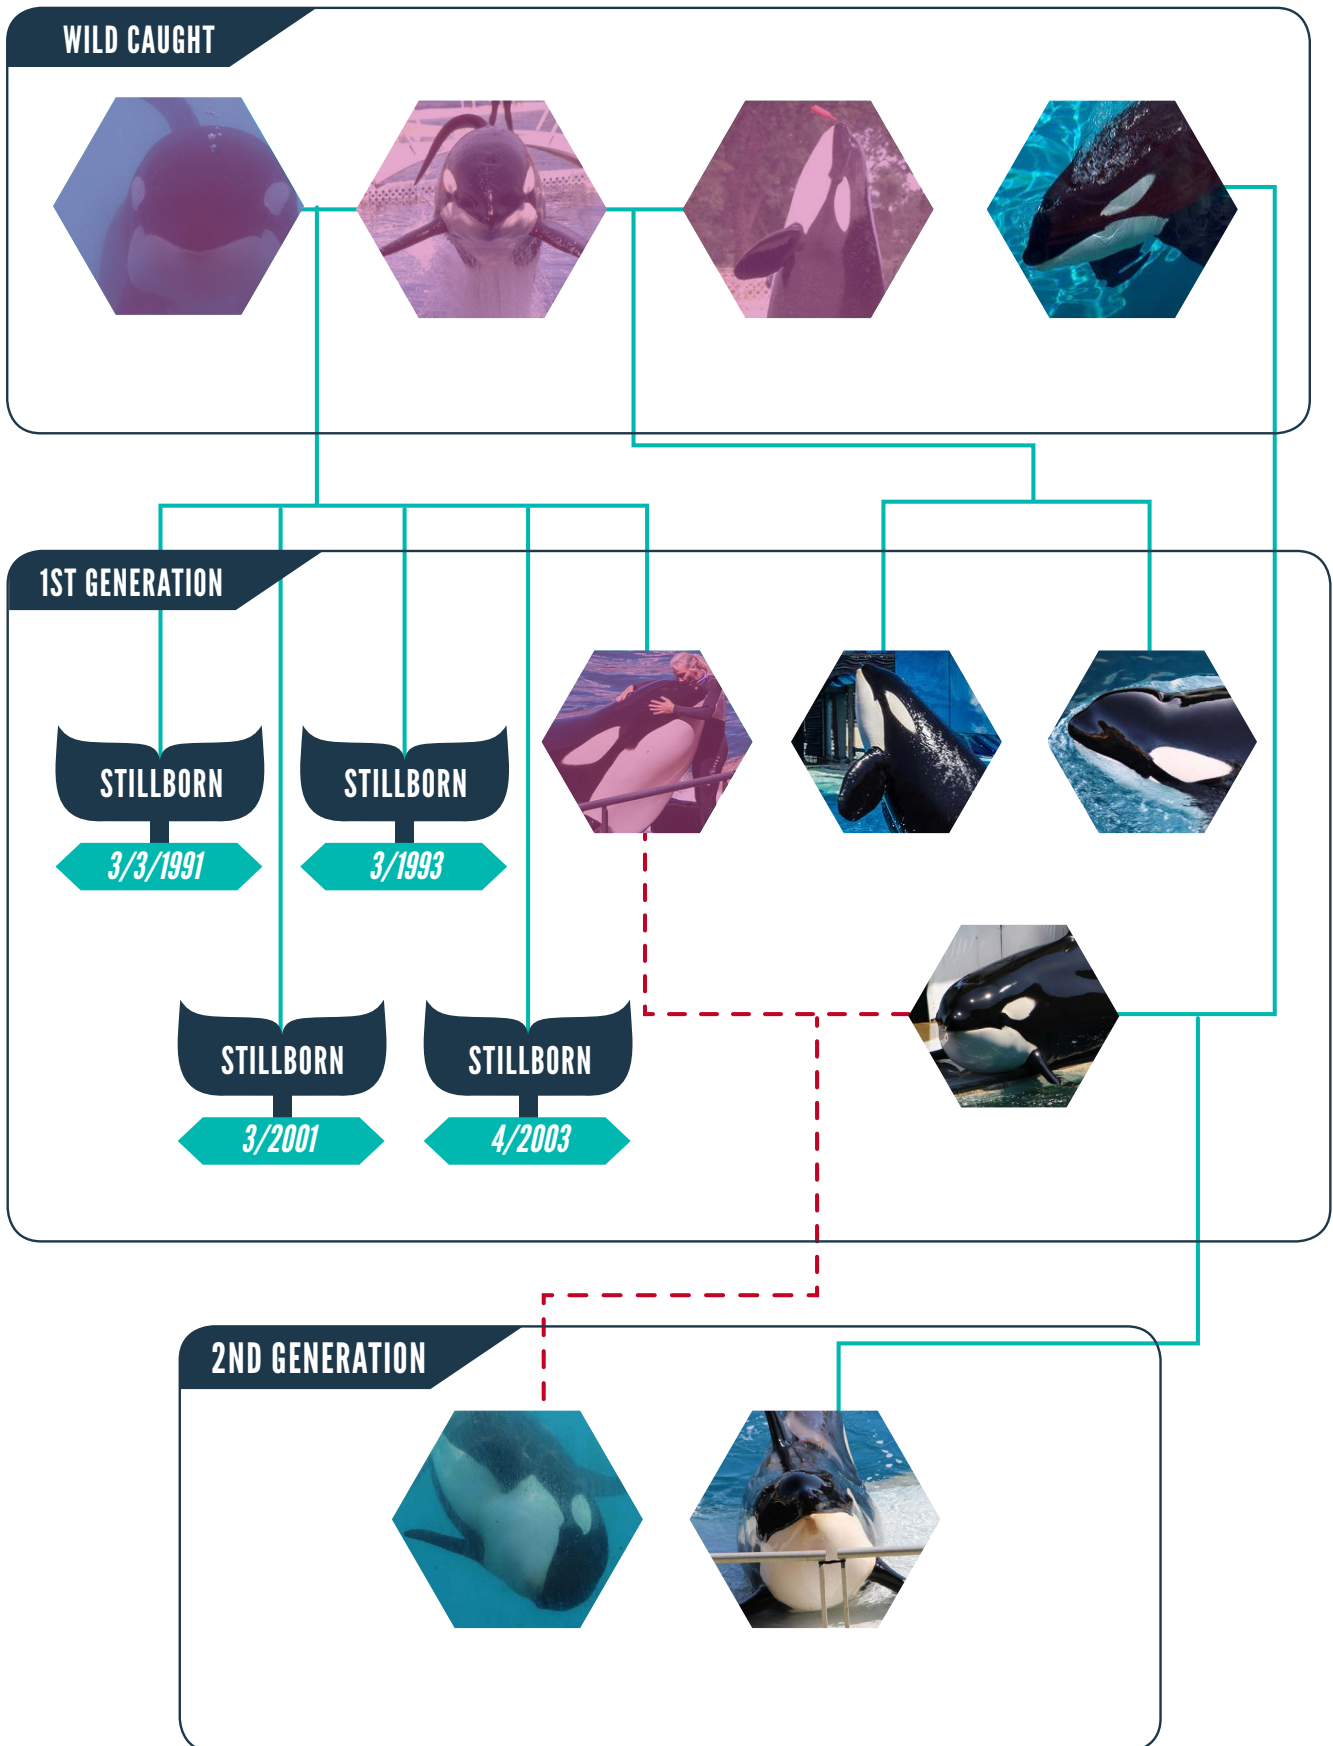 WILD CAUGHT
1ST GENERATION
STILLBORN
3/3/1991
STILLBORN
3/1993
STILLBORN
3/2001
STILLBORN
4/2003
2ND GENERATION